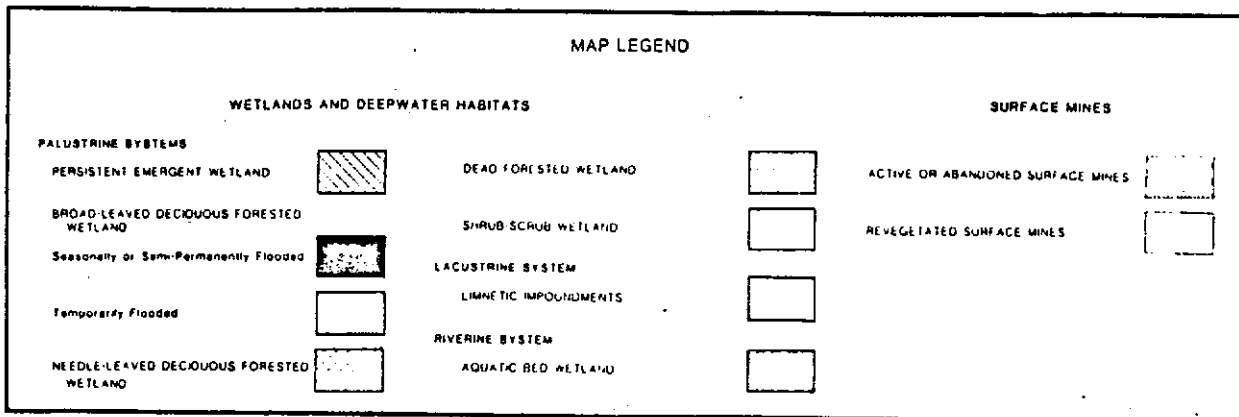 MAP LEGEND
WETLANDS AND DEEPWATER HABITATS
PALUSTRINE SYSTEMS
PERSISTENT EMERGENT WETLAND
BROAD-LEAVED DECIDUOUS FORESTED
WETLAND
Seasonally or Semi-Permanently Flooded
Temporarily Flooded
NEEDLE-LEAVED DECIDUOUS FORESTED
WETLAND
DEAD FORESTED WETLAND
SHRUB-SCRUB WETLAND
LACUSTRINE SYSTEM
LIMNETIC IMPOUNDMENTS
RIVERINE SYSTEM
AQUATIC BED WETLAND
SURFACE MINES
ACTIVE OR ABANDONED SURFACE MINES
REVEGETATED SURFACE MINES